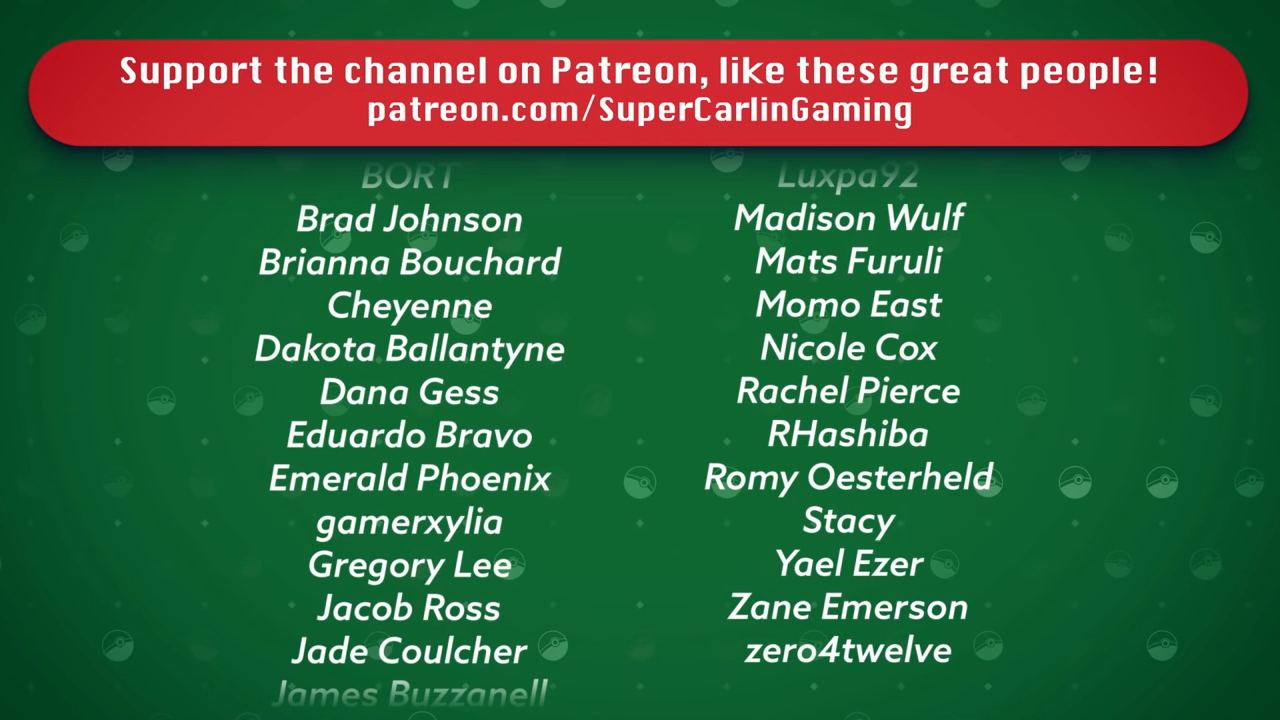 Support the channel on Patreon, like these great people!
patreon.com/SuperCarlinGaming
BORT
Brad Johnson
Brianna Bouchard
Cheyenne
Dakota Ballantyne
Dana Gess
Eduardo Bravo
Emerald Phoenix
gamerxylia
Gregory Lee
Jacob Ross
Jade Coulcher
James Buzzanell
Luxpa92
Madison Wulf
Mats Furuli
Momo East
Nicole Cox
Rachel Pierce
RHashiba
Romy Oesterheld
Stacy
Yael Ezer
Zane Emerson
zero4twelve